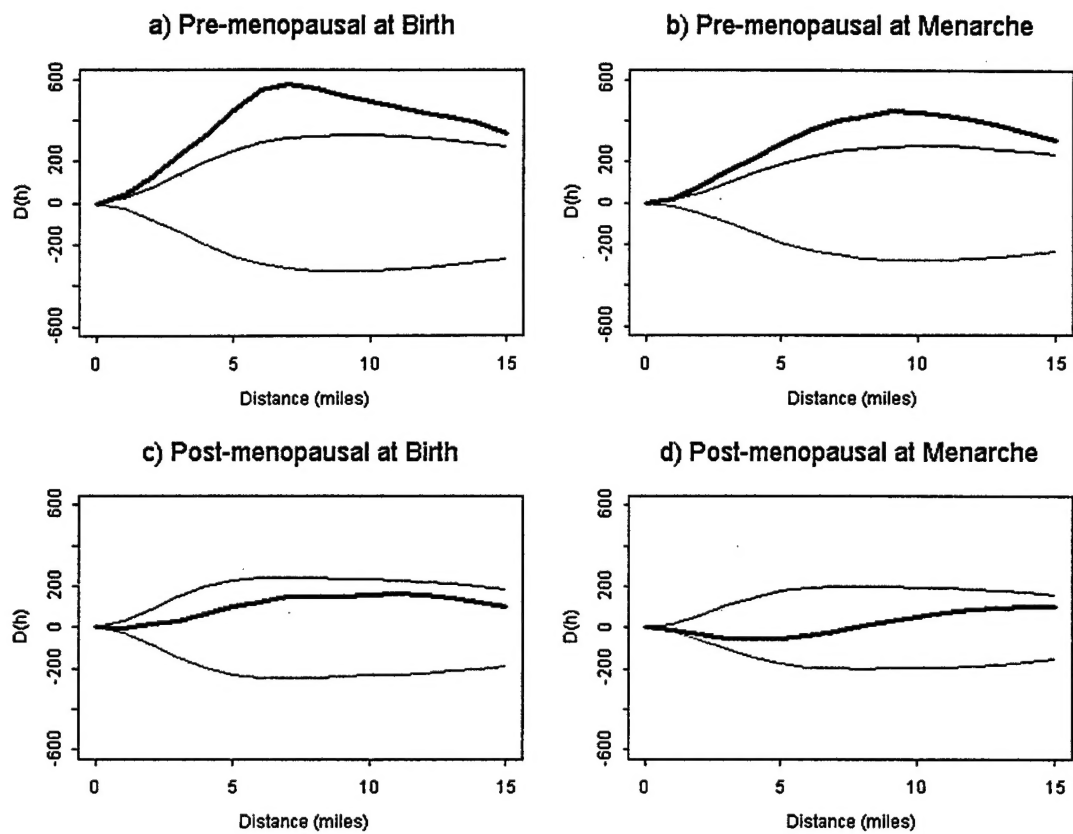 a) Pre-menopausal at Birth
600
200
0
-200
-600
D(h)
0 5 10 15
Distance (miles)
b) Pre-menopausal at Menarche
600
200
0
-200
-600
D(h)
0 5 10 15
Distance (miles)
c) Post-menopausal at Birth
600
200
0
-200
-600
D(h)
0 5 10 15
Distance (miles)
d) Post-menopausal at Menarche
600
200
0
-200
-600
D(h)
0 5 10 15
Distance (miles)